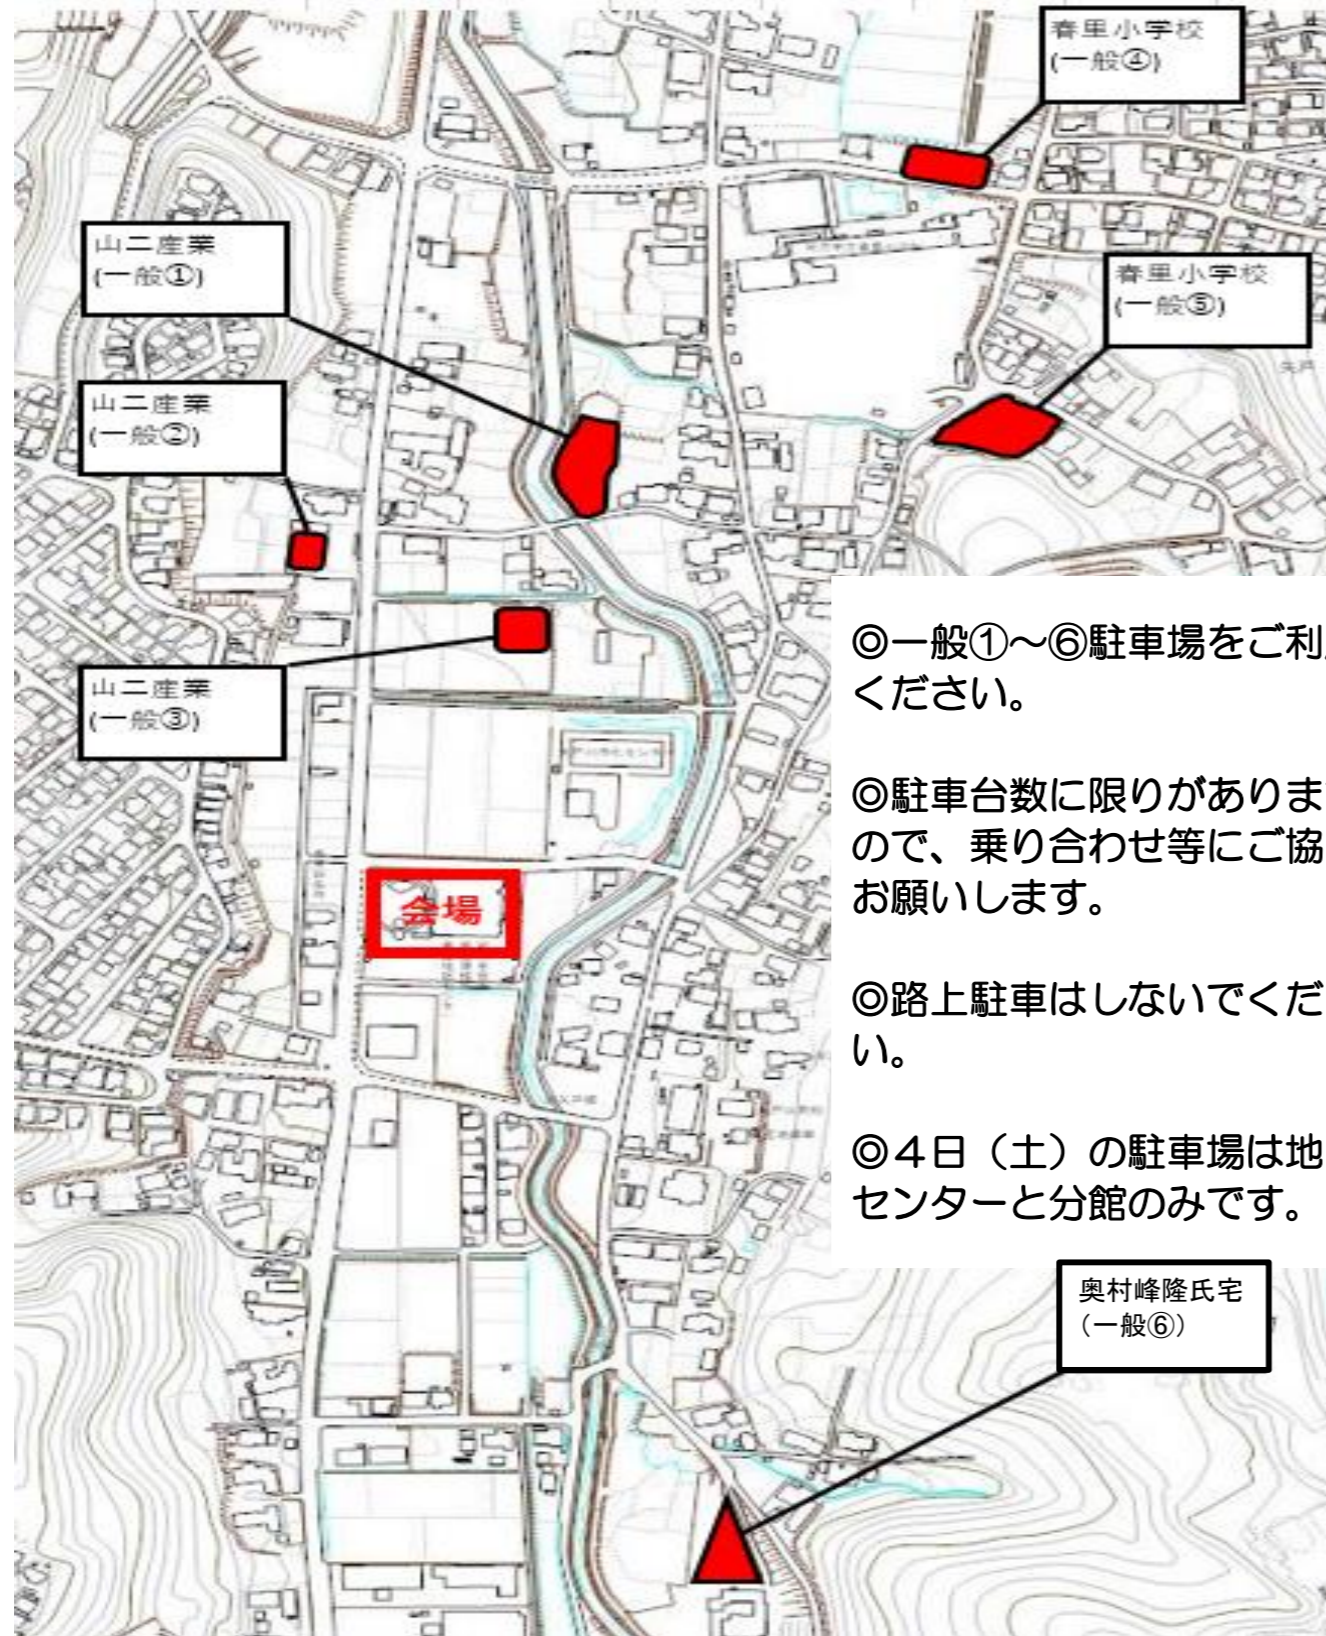 春里小学校
(一般④)
山二産業
(一般①)
春里小学校
(一般⑤)
山二産業
(一般②)
山二産業
(一般③)
◎一般①～⑥駐車場をご利
ください。
◎駐車台数に限りがありま
ので、乗り合わせ等にご協
お願いします。
会場
◎路上駐車はしないでくだ
い。
◎４日（土）の駐車場は地
センターと分館のみです。
奥村峰隆氏宅
（一般⑥）